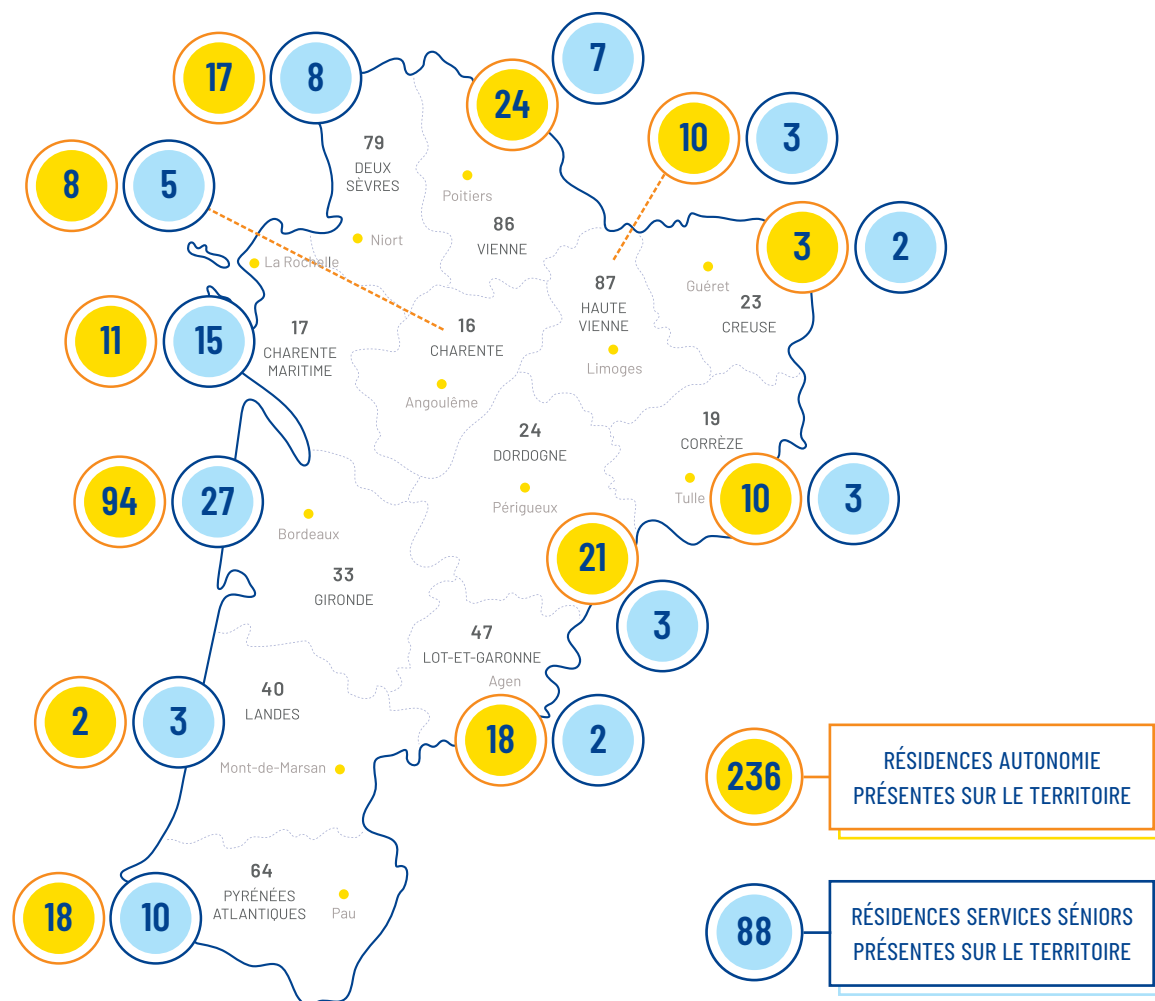 7
17
8
24
10
3
79
DEUX
SÈVRES
8
5
Poitiers
86
VIENNE
Niort
3
2
La Rochelle
87
HAUTE
VIENNE
Guéret
23
CREUSE
11
15
17
CHARENTE
MARITIME
16
CHARENTE
Limoges
Angoulême
24
DORDOGNE
19
CORRÈZE
94
27
Périgueux
Tulle
10
3
Bordeaux
21
33
GIRONDE
3
47
LOT-ET-GARONNE
Agen
40
LANDES
2
3
18
2
Mont-de-Marsan
236
RÉSIDENCES AUTONOMIE
PRÉSENTES SUR LE TERRITOIRE
64
PYRÉNÉES
ATLANTIQUES
Pau
18
10
88
RÉSIDENCES SERVICES SÉNIORS
PRÉSENTES SUR LE TERRITOIRE